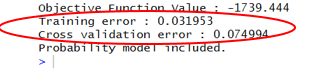 Objective Function Value : -1739.444
Training error : 0.031953
Cross validation error : 0.074994
Probability model included.
>